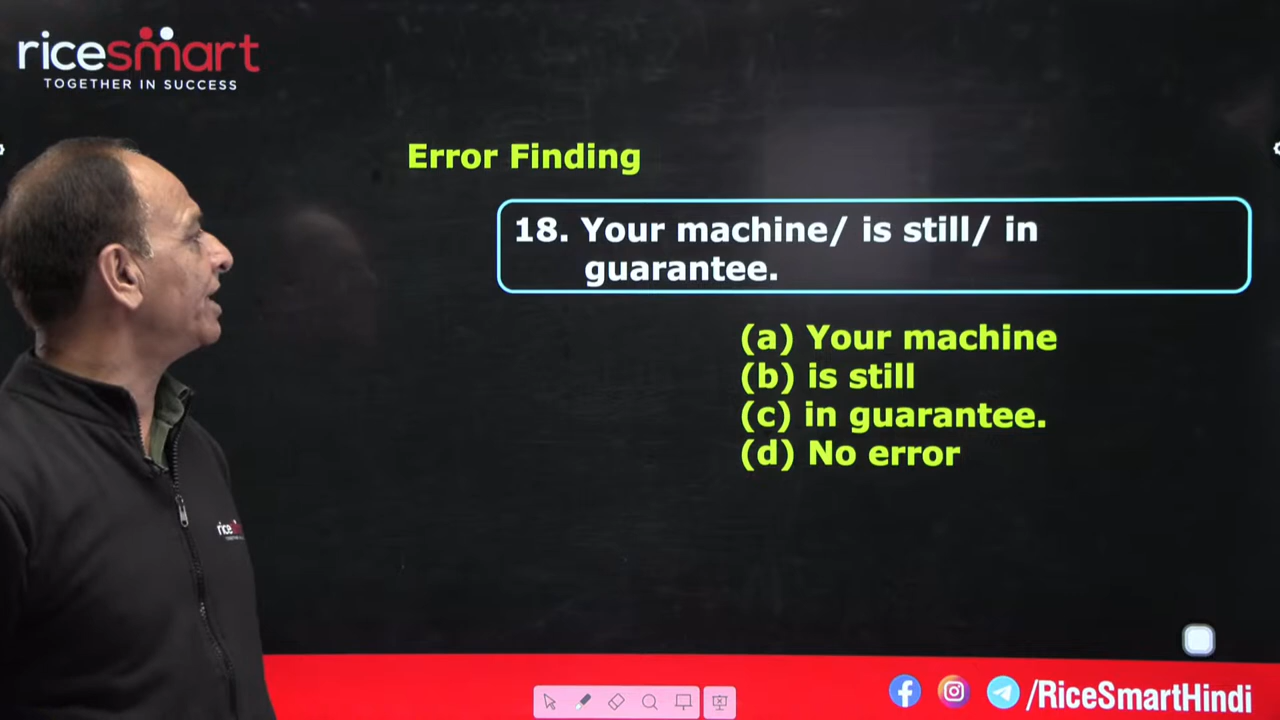 ricesmart
TOGETHER IN SUCCESS
Error Finding
18. Your machine/ is still/ in
guarantee.
(a) Your machine
(b) is still
(c) in guarantee.
(d) No error
ricesmart
/RiceSmartHindi